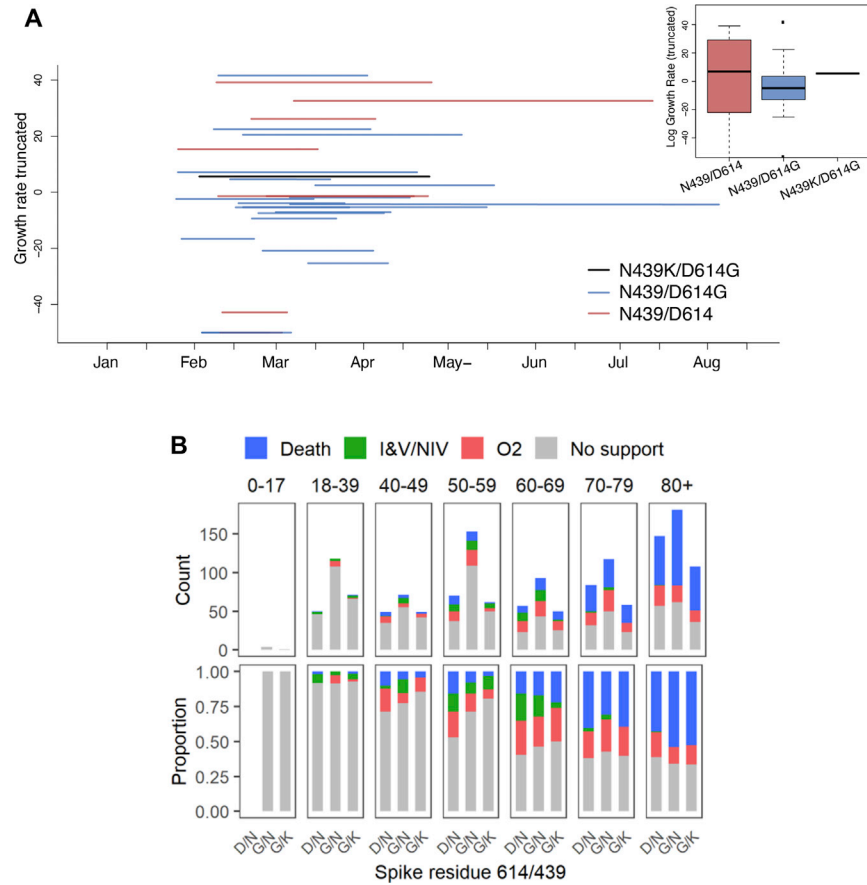 A
Growth rate truncated
40
20
0
-20
-40
Jan Feb Mar Apr May- Jun Jul Aug
N439K/D614G
N439/D614G
N439/D614
Log Growth Rate (truncated)
40
20
0
-20
-40
N439/D614 N439/D614G N439K/D614G
B
Death I&V/NIV O2 No support
0-17 18-39 40-49 50-59 60-69 70-79 80+
Count
150
100
50
0
Proportion
1.00
0.75
0.50
0.25
0.00
D/N G/N G/K D/N G/N G/K D/N G/N G/K D/N G/N G/K D/N G/N G/K D/N G/N G/K D/N G/N G/K
Spike residue 614/439